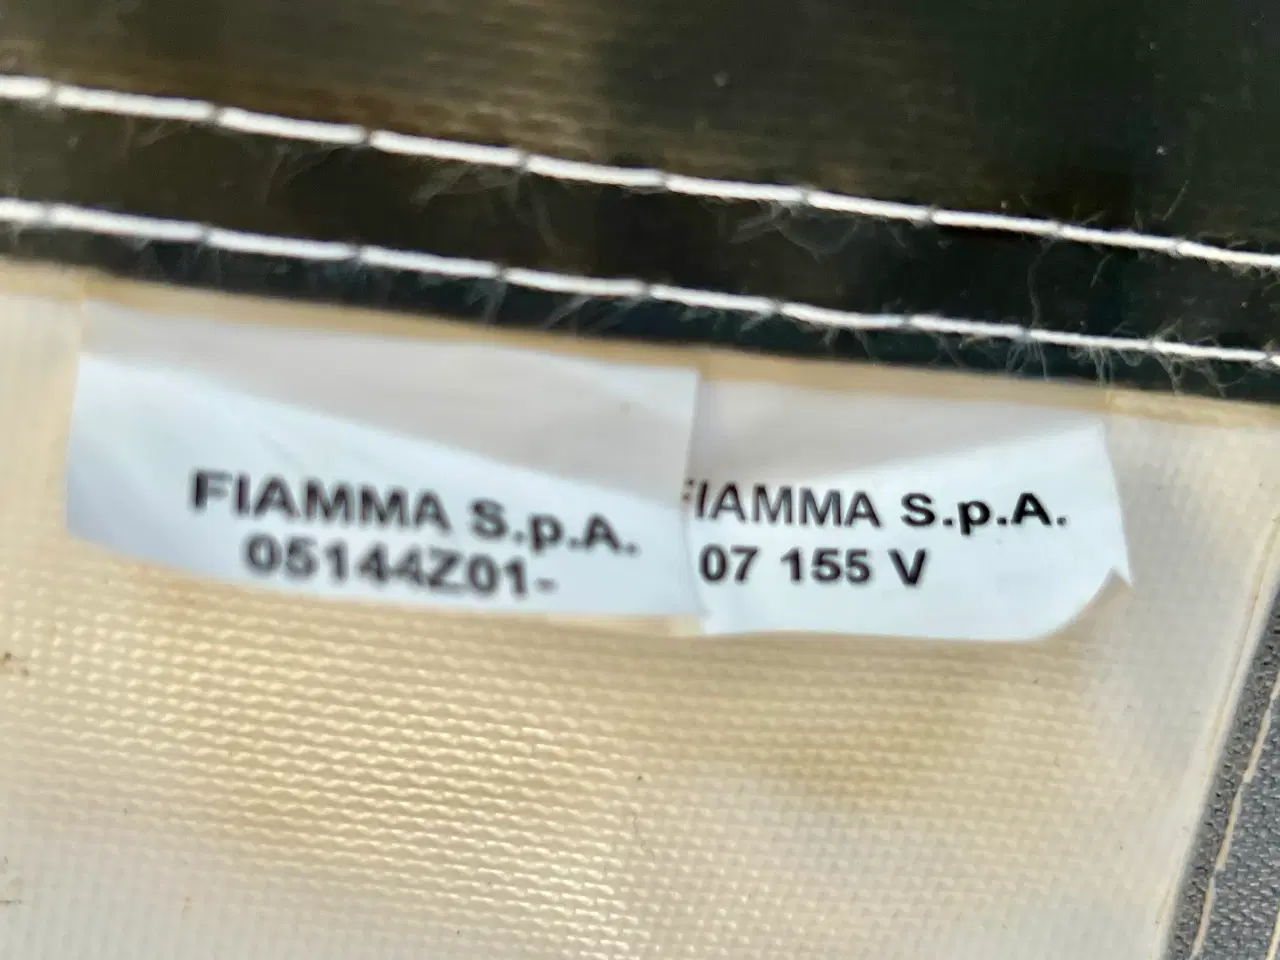 FIAMMA S.p.A.
05144Z01-
FIAMMA S.p.A.
07 155 V